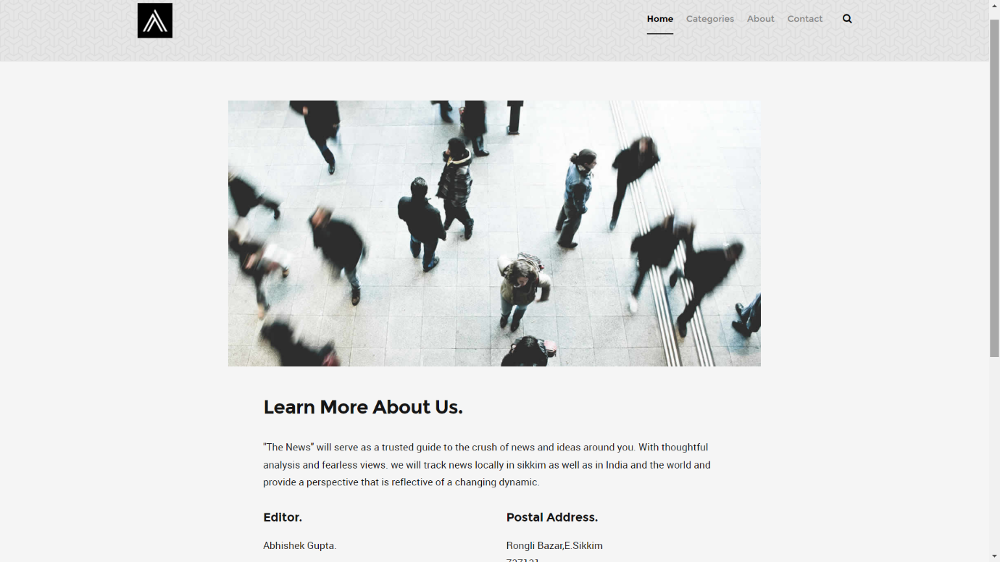 Home Categories About Contact
Learn More About Us.
"The News" will serve as a trusted guide to the crush of news and ideas around you. With thoughtful
analysis and fearless views. we will track news locally in sikkim as well as in India and the world and
provide a perspective that is reflective of a changing dynamic.
Editor.
Abhishek Gupta.
Postal Address.
Rongli Bazar,E.Sikkim